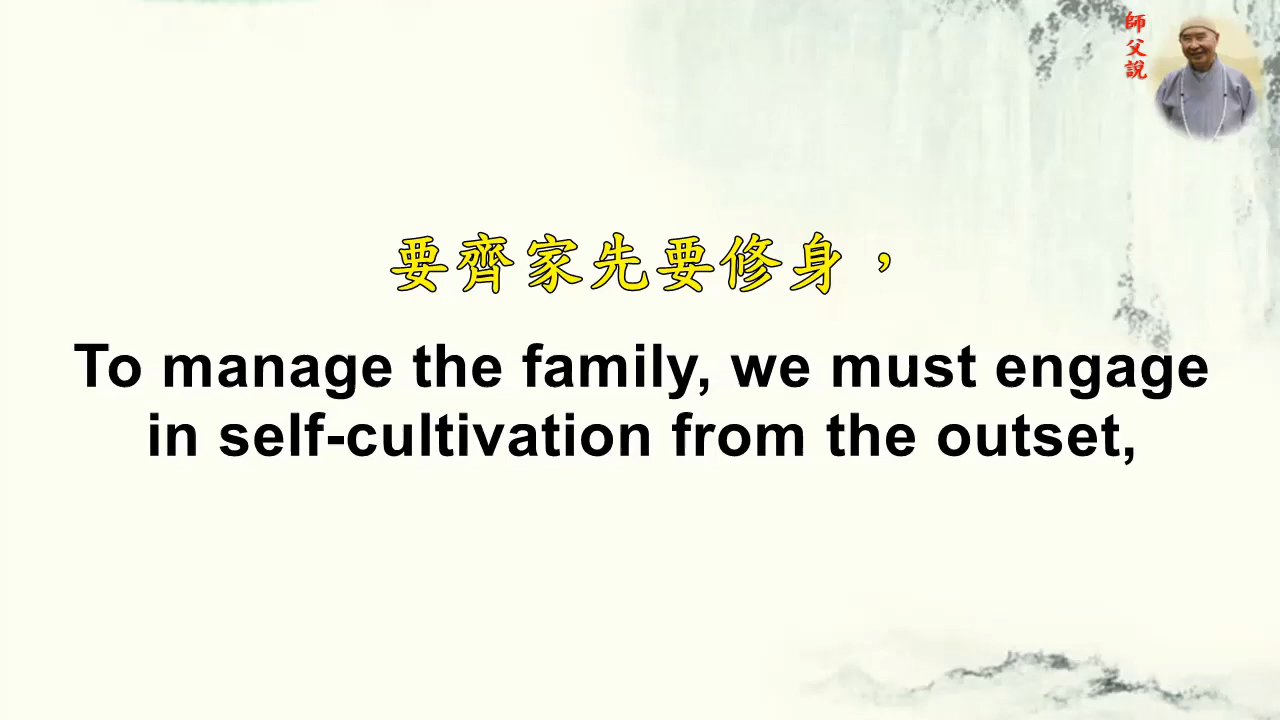 師父說
要齊家先要修身，
To manage the family, we must engage
in self-cultivation from the outset,